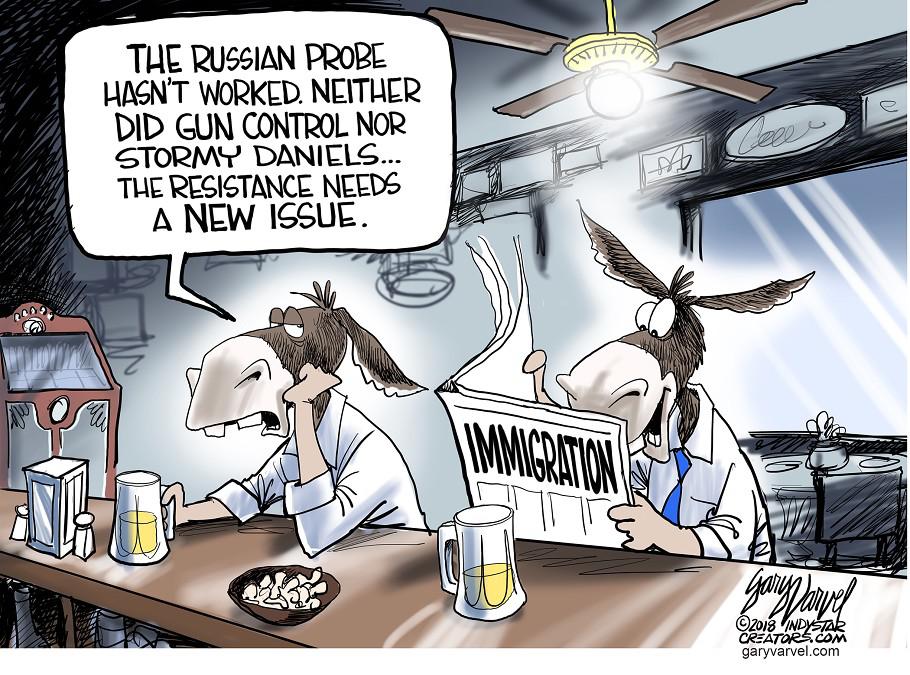 THE RUSSIAN PROBE
HASN'T WORKED. NEITHER
DID GUN CONTROL NOR
STORMY DANIELS...
THE RESISTANCE NEEDS
A NEW ISSUE.
IMMIGRATION
Gary Varvel
©2018 INDYSTAR
CREATORS.COM
garyvarvel.com